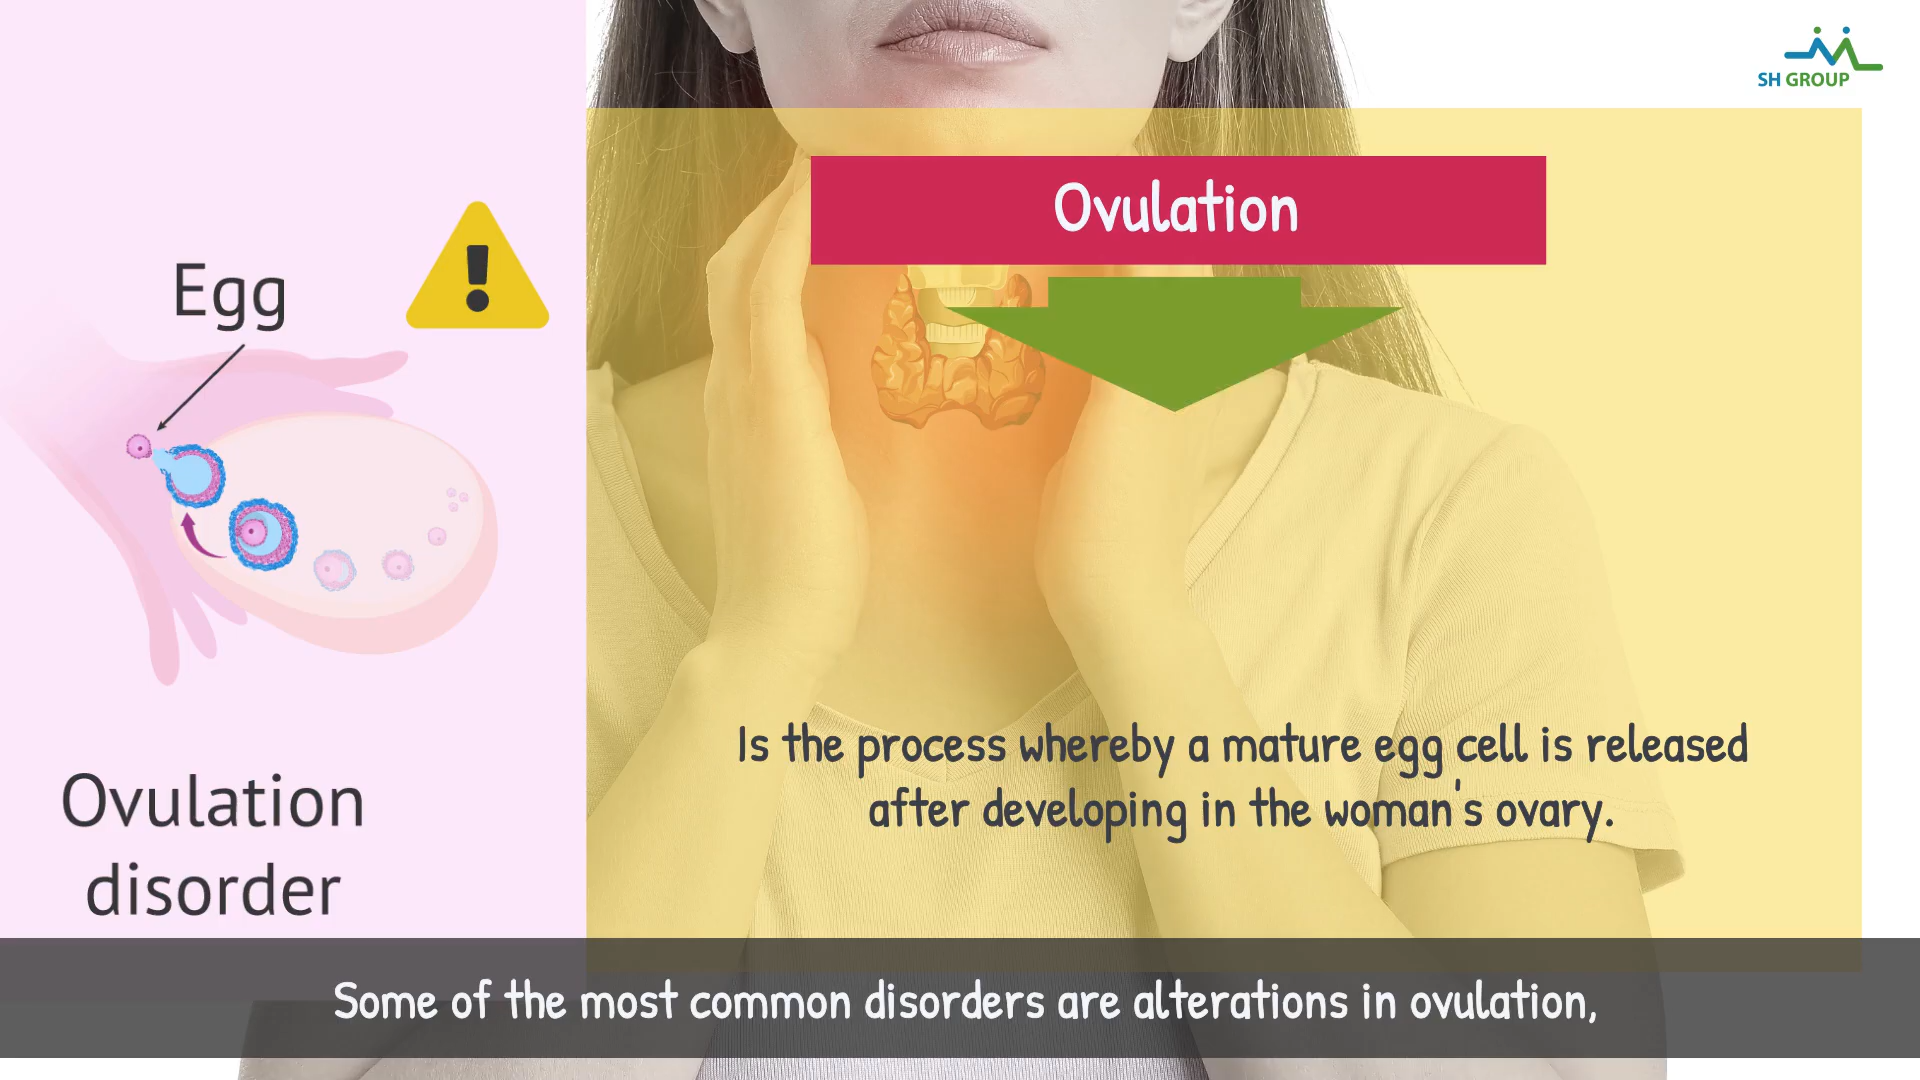 SH GROUP
Ovulation
Egg
Is the process whereby a mature egg cell is released
after developing in the woman's ovary.
Ovulation
disorder
Some of the most common disorders are alterations in ovulation,